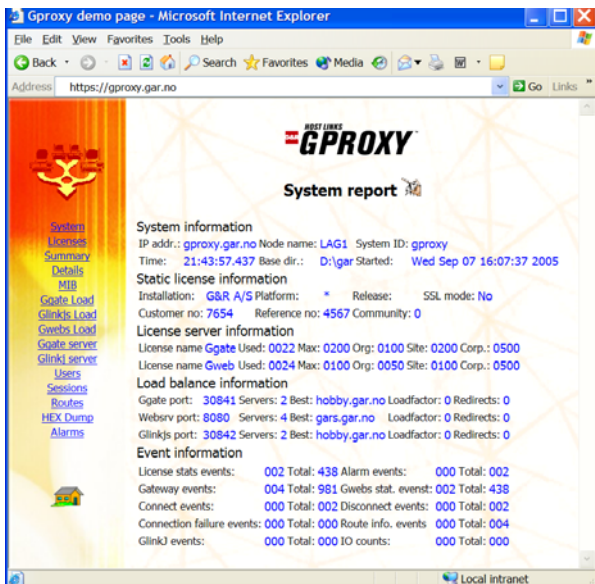 Gproxy demo page - Microsoft Internet Explorer
File Edit View Favorites Tools Help
Back Search Favorites Media
Address https://gproxy.gar.no Go Links »
HOST LINKS
G&R GPROXY
System report
System
Licenses
Summary
Details
MIB
Ggate Load
Glinkjs Load
Gwebs Load
Ggate server
Glinkj server
Users
Sessions
Routes
HEX Dump
Alarms
System information
IP addr.: gproxy.gar.no Node name: LAG1 System ID: gproxy
Time: 21:43:57.437 Base dir.: D:\gar Started: Wed Sep 07 16:07:37 2005
Static license information
Installation: G&R A/S Platform: * Release: SSL mode: No
Customer no: 7654 Reference no: 4567 Community: 0
License server information
License name Ggate Used: 0022 Max: 0200 Org: 0100 Site: 0200 Corp.: 0500
License name Gweb Used: 0024 Max: 0100 Org: 0050 Site: 0100 Corp.: 0500
Load balance information
Ggate port: 30841 Servers: 2 Best: hobby.gar.no Loadfactor: 0 Redirects: 0
Websrv port: 8080 Servers: 4 Best: gars.gar.no Loadfactor: 0 Redirects: 0
Glinkjs port: 30842 Servers: 2 Best: hobby.gar.no Loadfactor: 0 Redirects: 0
Event information
License stats events: 002 Total: 438 Alarm events: 000 Total: 002
Gateway events: 004 Total: 981 Gwebs stat. evenst: 002 Total: 438
Connect events: 000 Total: 002 Disconnect events: 000 Total: 002
Connection failure events: 000 Total: 000 Route info. events 000 Total: 004
GlinkJ events: 000 Total: 000 IO counts: 000 Total: 000
Local intranet